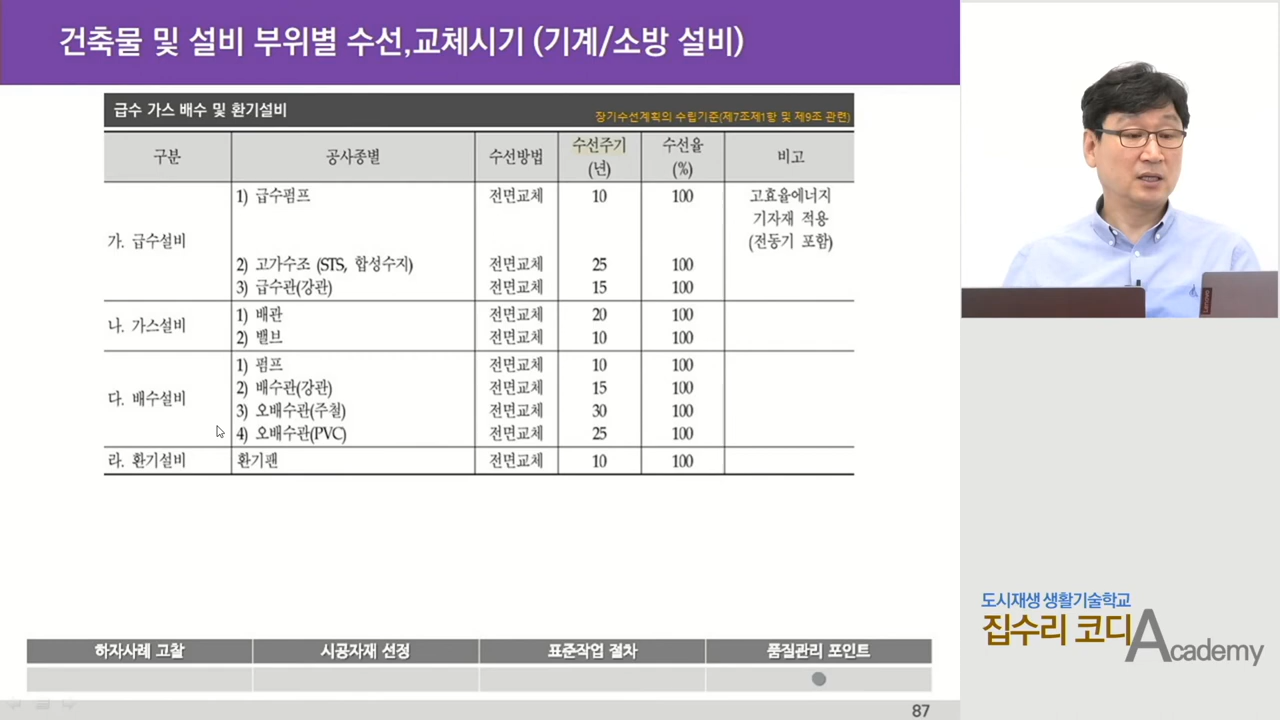 건축물 및 설비 부위별 수선,교체시기 (기계/소방 설비)
급수 가스 배수 및 환기설비
장기수선계획의 수립기준(제7조제1항 및 제9조 관련)
구분 공사종별 수선방법 수선주기 (년) 수선율 (%) 비고
가. 급수설비
1) 급수펌프 전면교체 10 100 고효율에너지
기자재 적용
(전동기 포함)
2) 고가수조 (STS, 합성수지) 전면교체 25 100
3) 급수관(강관) 전면교체 15 100
나. 가스설비
1) 배관 전면교체 20 100
2) 밸브 전면교체 10 100
다. 배수설비
1) 펌프 전면교체 10 100
2) 배수관(강관) 전면교체 15 100
3) 오배수관(주철) 전면교체 30 100
4) 오배수관(PVC) 전면교체 25 100
라. 환기설비 환기팬 전면교체 10 100
하자사례 고찰 시공자재 선정 표준작업 절차 품질관리 포인트
87
Lenovo
도시재생 생활기술학교
집수리 코디 Academy